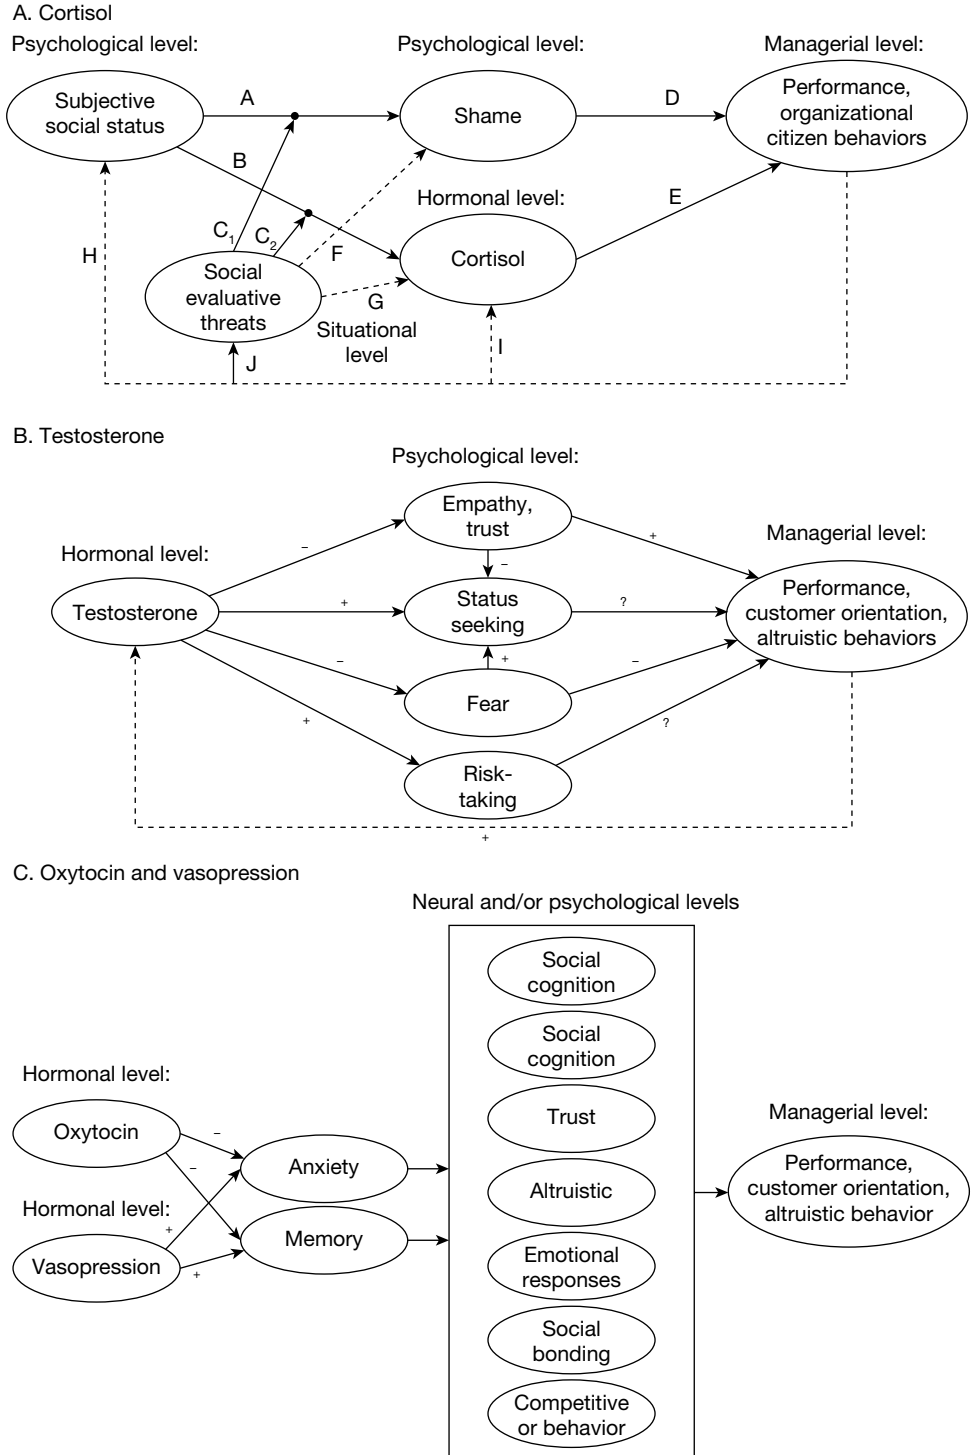 A. Cortisol
Psychological level:
Psychological level:
Managerial level:
Subjective
social status
A
Shame
D
Performance,
organizational
citizen behaviors
B
Hormonal level:
E
C1
C2
F
Cortisol
H
Social
evaluative
threats
G
Situational
level
I
J
B. Testosterone
Psychological level:
Hormonal level:
Managerial level:
Empathy,
trust
–
+
–
Testosterone
+
Status
seeking
?
Performance,
customer orientation,
altruistic behaviors
–
+
–
Fear
+
?
Risk-
taking
+
C. Oxytocin and vasopression
Neural and/or psychological levels
Social
cognition
Social
cognition
Hormonal level:
Trust
Managerial level:
Oxytocin
–
–
Anxiety
Altruistic
Performance,
customer orientation,
altruistic behavior
Hormonal level:
+
Memory
Vasopression
+
Emotional
responses
Social
bonding
Competitive
or behavior